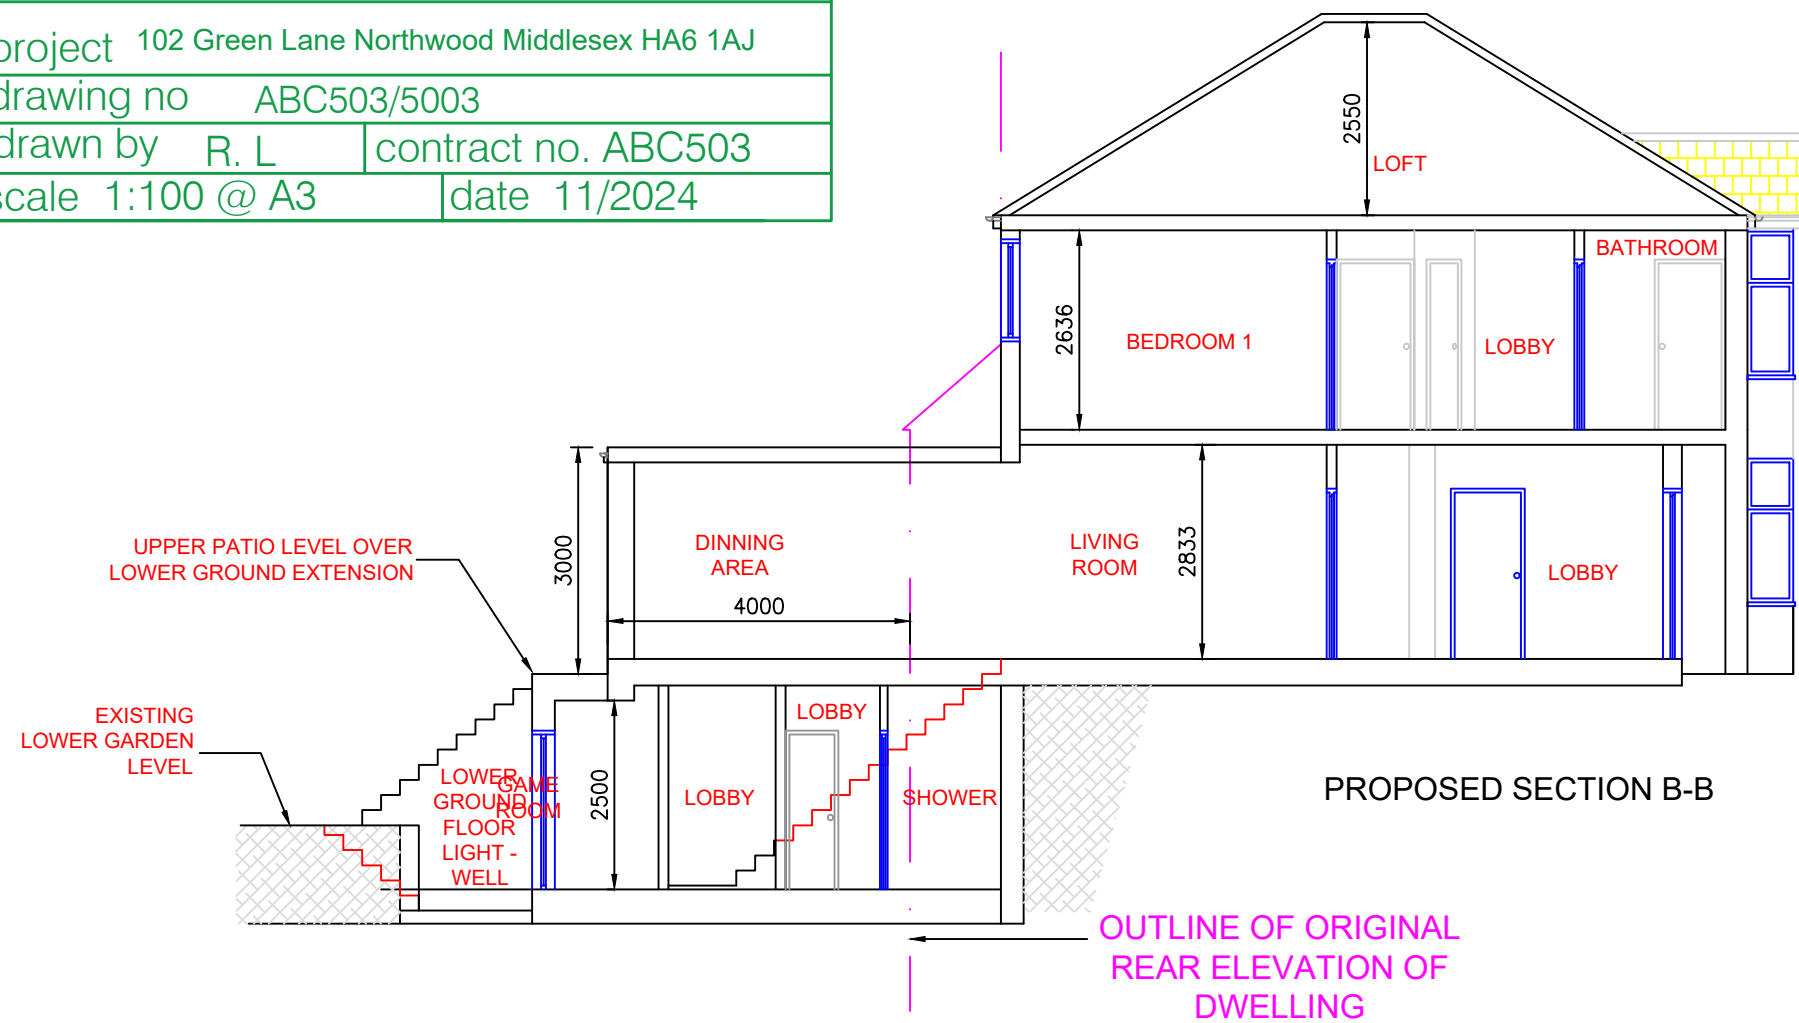 project 102 Green Lane Northwood Middlesex HA6 1AJ
drawing no ABC503/5003
drawn by R. L contract no. ABC503
scale 1:100 @ A3 date 11/2024
2550
LOFT
BATHROOM
2636
BEDROOM 1
LOBBY
UPPER PATIO LEVEL OVER
LOWER GROUND EXTENSION
3000
DINNING
AREA
4000
LIVING
ROOM
2833
LOBBY
EXISTING
LOWER GARDEN
LEVEL
LOWER
GROUND
FLOOR
LIGHT -
WELL
GAME
ROOM
2500
LOBBY
LOBBY
SHOWER
PROPOSED SECTION B-B
OUTLINE OF ORIGINAL
REAR ELEVATION OF
DWELLING